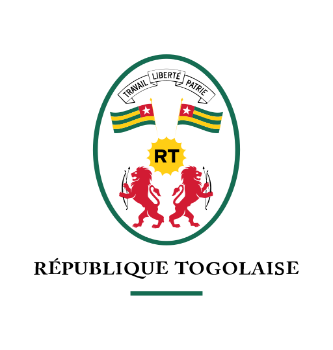 TRAVAIL LIBERTÉ PATRIE
RT
RÉPUBLIQUE TOGOLAISE